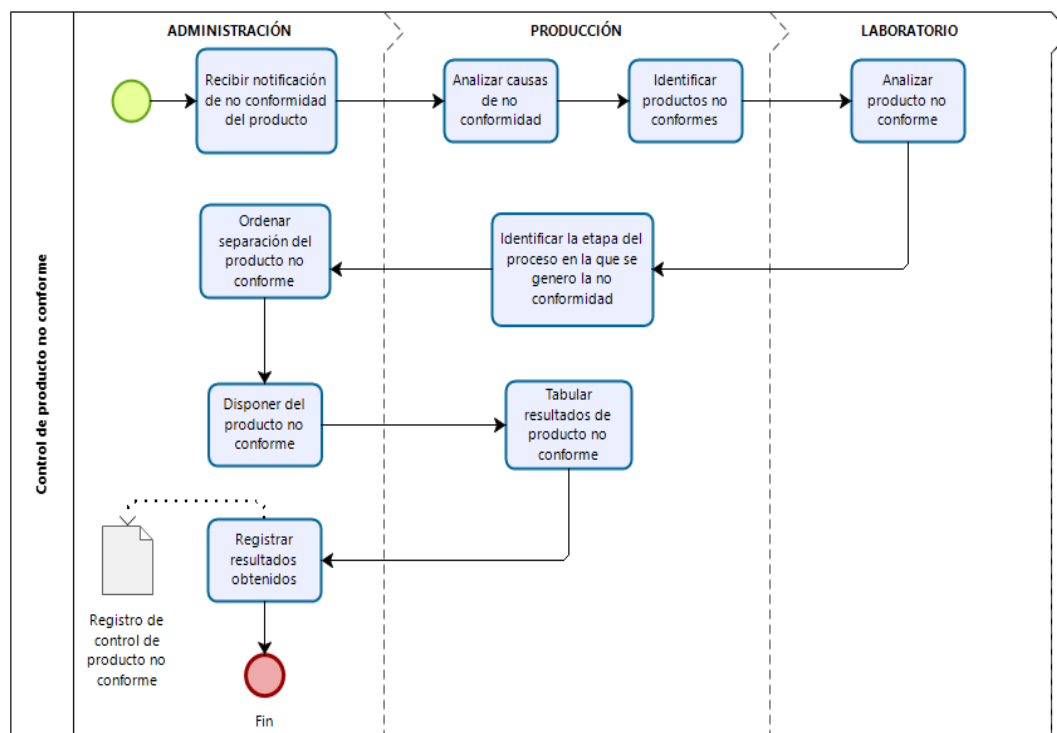 Control de producto no conforme
ADMINISTRACIÓN
PRODUCCIÓN
LABORATORIO
Recibir notificación
de no conformidad
del producto
Analizar causas
de no
conformidad
Identificar
productos no
conformes
Analizar
producto no
conforme
Ordenar
separación del
producto no
conforme
Identificar la etapa del
proceso en la que se
genero la no
conformidad
Disponer del
producto no
conforme
Tabular
resultados de
producto no
conforme
Registrar
resultados
obtenidos
Registro de
control de
producto no
conforme
Fin